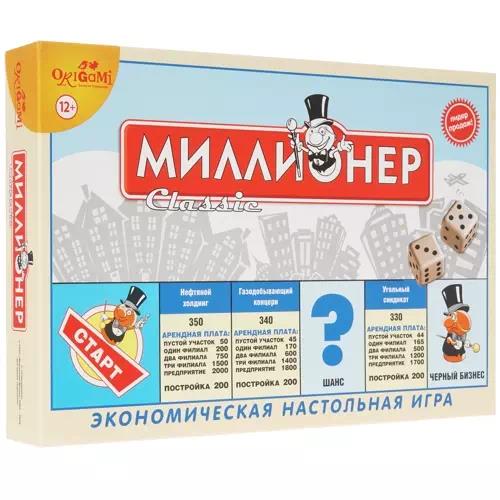 ORiGaMi
12+
лидер
продаж!
МИЛЛИОНЕР
Classic
ORiGaMi
МИЛЛИОНЕР
СТАРТ
Нефтяной
холдинг
350
АРЕНДНАЯ ПЛАТА:
ПУСТОЙ УЧАСТОК 50
ОДИН ФИЛИАЛ 200
ДВА ФИЛИАЛА 750
ТРИ ФИЛИАЛА 1500
ПРЕДПРИЯТИЕ 2000
ПОСТРОЙКА 200
Газодобывающий
концерн
340
АРЕНДНАЯ ПЛАТА:
ПУСТОЙ УЧАСТОК 45
ОДИН ФИЛИАЛ 170
ДВА ФИЛИАЛА 600
ТРИ ФИЛИАЛА 1400
ПРЕДПРИЯТИЕ 1800
ПОСТРОЙКА 200
?
ШАНС
Угольный
синдикат
330
АРЕНДНАЯ ПЛАТА:
ПУСТОЙ УЧАСТОК 44
ОДИН ФИЛИАЛ 165
ДВА ФИЛИАЛА 500
ТРИ ФИЛИАЛА 1200
ПРЕДПРИЯТИЕ 1700
ПОСТРОЙКА 200
ЧЕРНЫЙ БИЗНЕС
ЭКОНОМИЧЕСКАЯ НАСТОЛЬНАЯ ИГРА